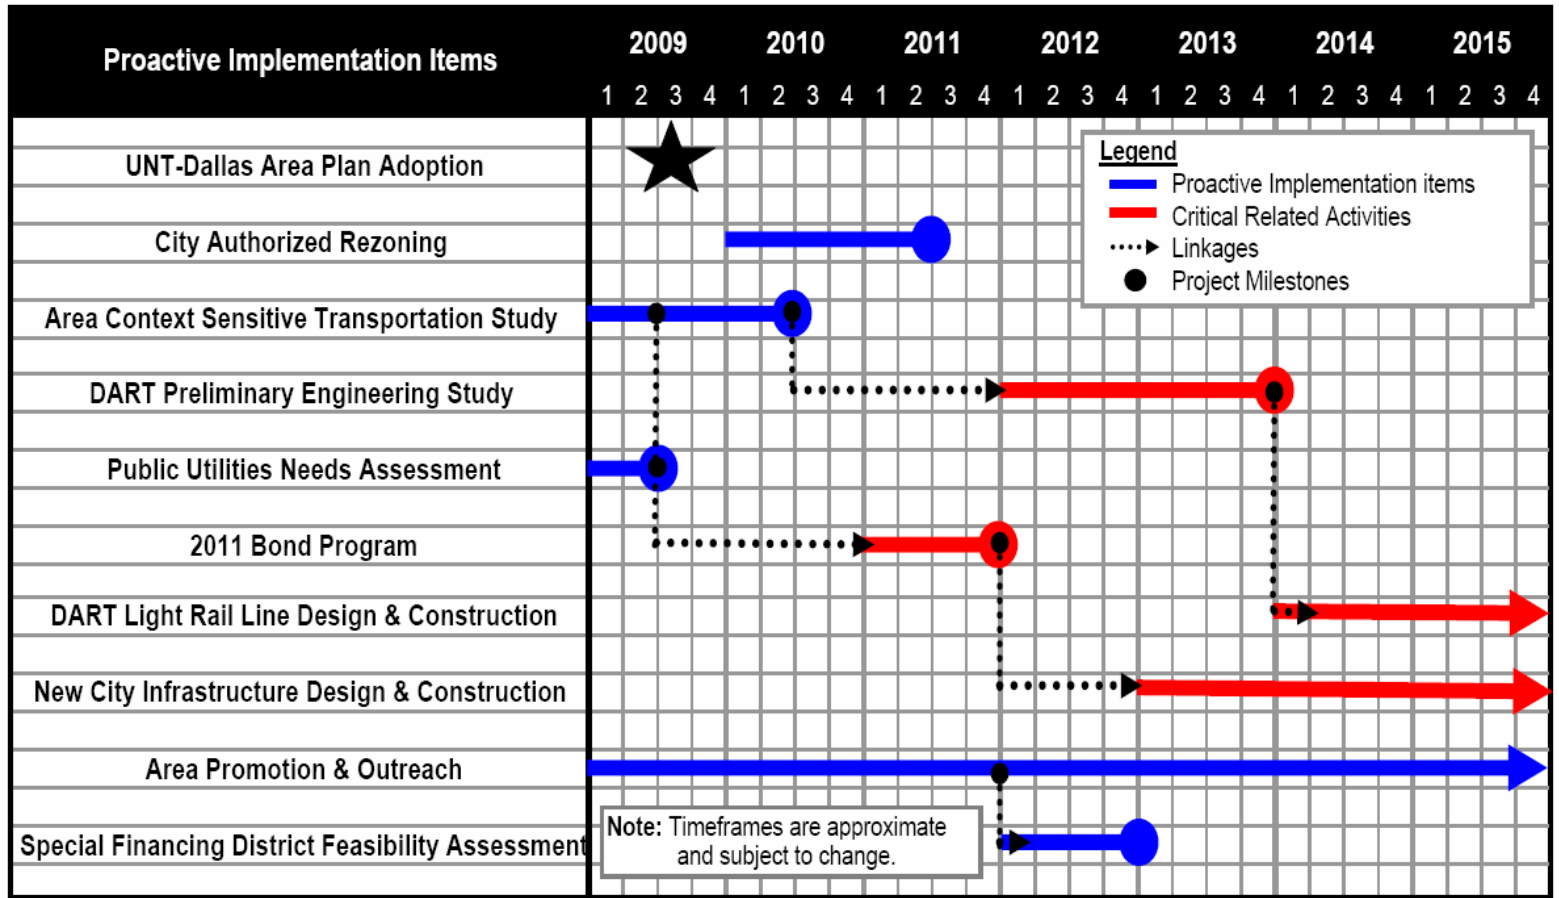 Proactive Implementation Items
2009 2010 2011 2012 2013 2014 2015
1 2 3 4 1 2 3 4 1 2 3 4 1 2 3 4 1 2 3 4 1 2 3 4 1 2 3 4
UNT-Dallas Area Plan Adoption
City Authorized Rezoning
Area Context Sensitive Transportation Study
DART Preliminary Engineering Study
Public Utilities Needs Assessment
2011 Bond Program
DART Light Rail Line Design & Construction
New City Infrastructure Design & Construction
Area Promotion & Outreach
Special Financing District Feasibility Assessment
Legend
Proactive Implementation items
Critical Related Activities
Linkages
Project Milestones
Note: Timeframes are approximate
and subject to change.